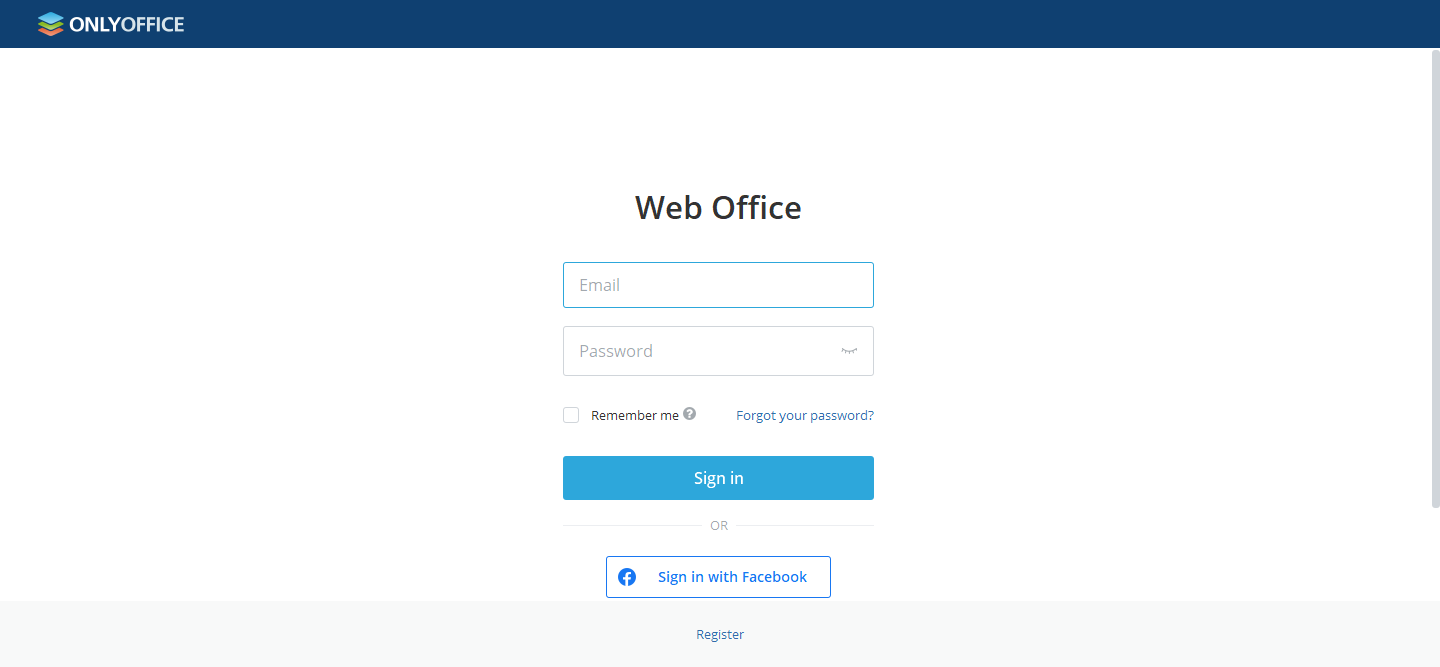 ONLYOFFICE
Web Office
Email
Password
Remember me ?
Forgot your password?
Sign in
OR
Sign in with Facebook
Register